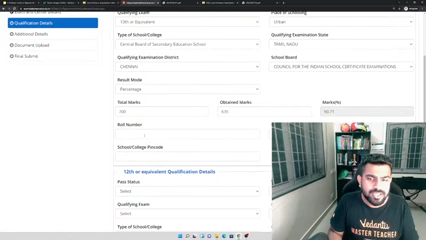 Qualification Details
Additional Details
Document Upload
Final Submit
Qualifying Exam
Place of Schooling
10th or Equivalent
Urban
Type of School/College
Qualifying Examination State
Central Board of Secondary Education School
TAMIL NADU
Qualifying Examination District
School Board
CHENNAI
COUNCIL FOR THE INDIAN SCHOOL CERTIFICATE EXAMINATIONS
Result Mode
Percentage
Total Marks
Obtained Marks
Marks(%)
700
635
90.71
Roll Number
School/College Pincode
12th or equivalent Qualification Details
Pass Status
Select
Qualifying Exam
Select
Type of School/College
Vedantu
MASTER TEACHER